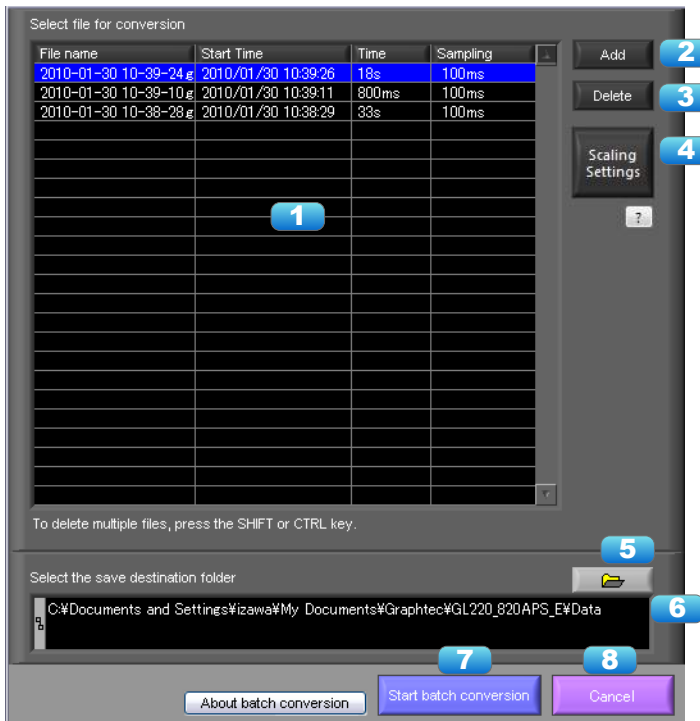 Select file for conversion
File name Start Time Time Sampling
2010-01-30 10-39-24g 2010/01/30 10:39:26 18s 100ms
2010-01-30 10-39-10g 2010/01/30 10:39:11 800ms 100ms
2010-01-30 10-38-28g 2010/01/30 10:38:29 33s 100ms
1
Add 2
Delete 3
Scaling 4
Settings
?
To delete multiple files, press the SHIFT or CTRL key.
5
Select the save destination folder
C:¥Documents and Settings¥izawa¥My Documents¥Graphtec¥GL220_820APS_E¥Data 6
7 8
About batch conversion Start batch conversion Cancel